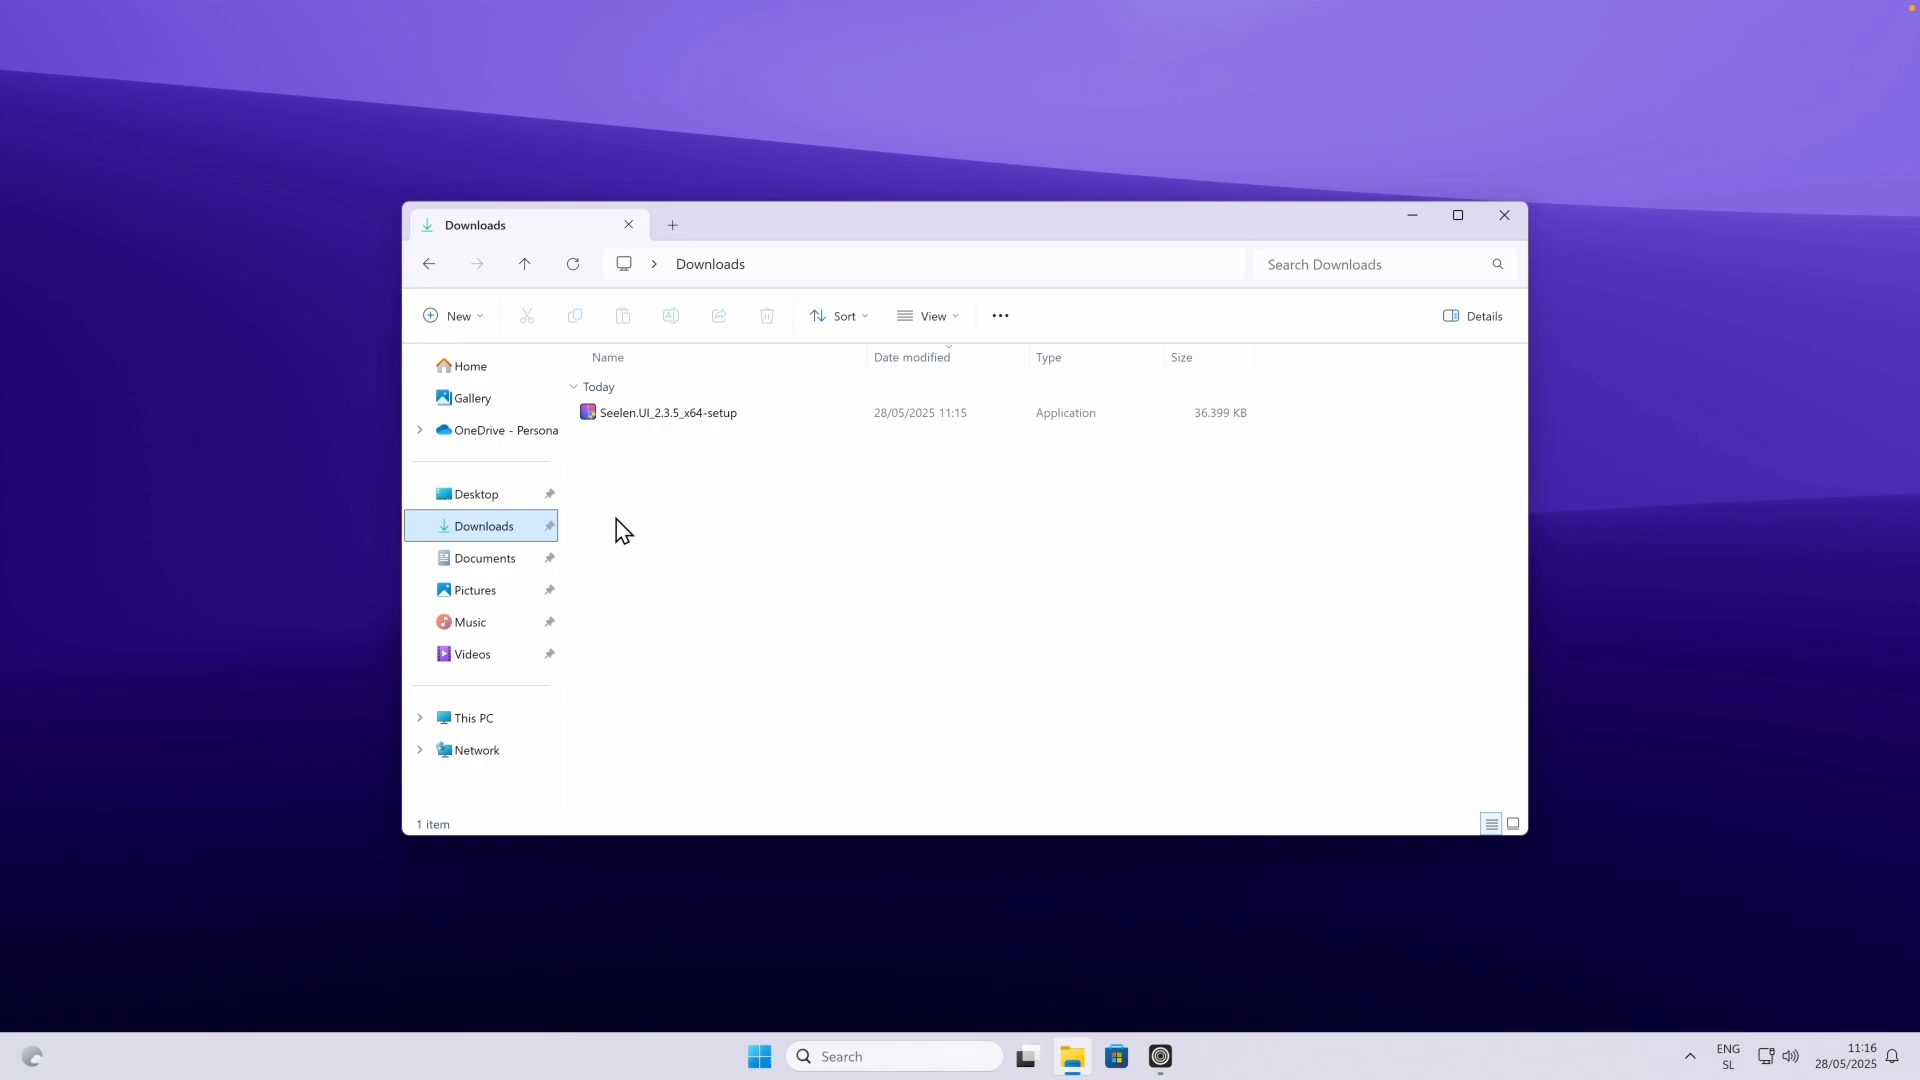 Downloads
Downloads
Search Downloads
New
Sort
View
Details
Name
Date modified
Type
Size
Home
Gallery
OneDrive - Persona
Desktop
Downloads
Documents
Pictures
Music
Videos
This PC
Network
Today
Seelen.UI_2.3.5_x64-setup
28/05/2025 11:15
Application
36.399 KB
1 item
Search
ENG
SL
11:16
28/05/2025